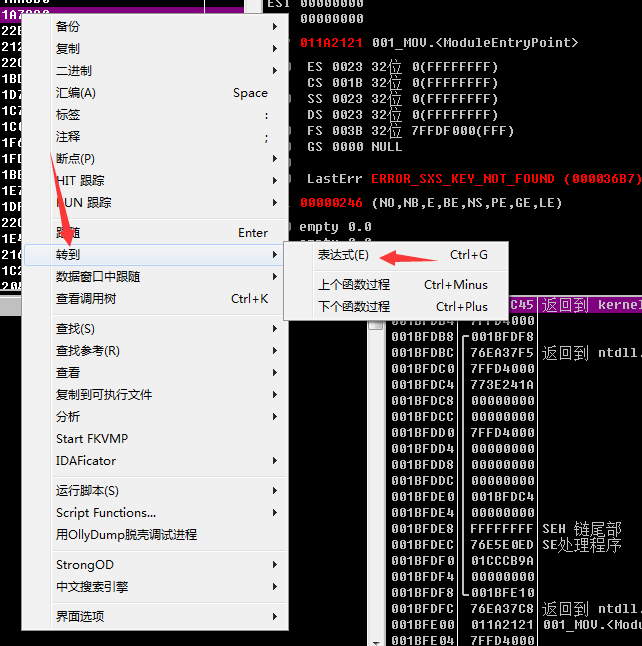 1A7000
22E
1BA
22
1BD
1D7
1C7
1C0
1F6
1FD
1BA
1E7
1DA
220
1E4
216
1C2
204
备份
复制
二进制
汇编(A) Space
标签 :
注释 ;
断点(P)
HIT 跟踪
RUN 跟踪
跟随 Enter
转到
数据窗口中跟随
查看调用树 Ctrl+K
查找(S)
查找参考(R)
查看
复制到可执行文件
分析
Start FKVMP
IDAFicator
运行脚本(S)
Script Functions...
用OllyDump脱壳调试进程
StrongOD
中文搜索引擎
界面选项
表达式(E) Ctrl+G
上个函数过程 Ctrl+Minus
下个函数过程 Ctrl+Plus
ESI 00000000
00000000
011A2121 001_MOV.<ModuleEntryPoint>
ES 0023 32位 0(FFFFFFFF)
CS 001B 32位 0(FFFFFFFF)
SS 0023 32位 0(FFFFFFFF)
DS 0023 32位 0(FFFFFFFF)
FS 003B 32位 7FFDF000(FFF)
GS 0000 NULL
LastErr ERROR_SXS_KEY_NOT_FOUND (000036B7)
00000246 (NO,NB,E,BE,NS,PE,GE,LE)
empty 0.0
empty 0.0
C45 返回到 kernel
001BFDB4 7FFD4000
001BFDB8 001BFDF8
001BFDBC 76EA37F5 返回到 ntdll.
001BFDC0 7FFD4000
001BFDC4 773E241A
001BFDC8 00000000
001BFDCC 00000000
001BFDD0 7FFD4000
001BFDD4 00000000
001BFDD8 00000000
001BFDDC 00000000
001BFDE0 001BFDC4
001BFDE4 00000000
001BFDE8 FFFFFFFF SEH 链尾部
001BFDEC 76E5E0ED SE处理程序
001BFDF0 01CCCB9A
001BFDF4 00000000
001BFDF8 001BFE10
001BFDFC 76EA37C8 返回到 ntdll.
001BFE00 011A2121 001_MOV.<Modu
001BFE04 7FFD4000